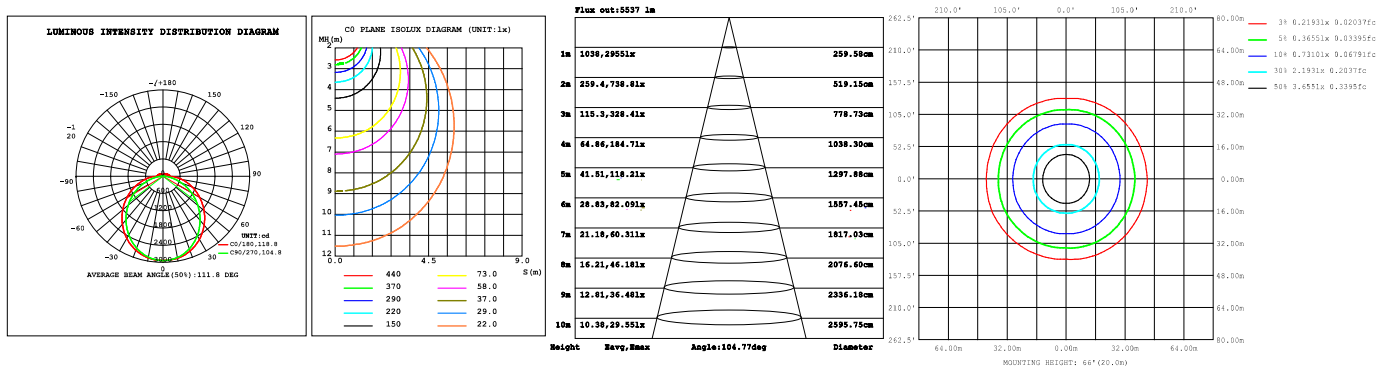 LUMINOUS INTENSITY DISTRIBUTION DIAGRAM
-/+180
-150
150
-1
20
120
-90
90
-60
60
-30
30
0
0
600
1200
1800
2400
3000
UNIT:cd
C0/180,118.8
C90/270,104.8
AVERAGE BEAM ANGLE(50%):111.8 DEG
C0 PLANE ISOLUX DIAGRAM (UNIT:lx)
MH(m)
2
3
4
5
6
7
8
9
10
11
12
0.0
4.5
9.0
S(m)
440
73.0
370
58.0
290
37.0
220
29.0
150
22.0
Flux out:5537 lm
1m 1038,2955lx 259.58cm
2m 259.4,738.8lx 519.15cm
3m 115.3,328.4lx 778.73cm
4m 64.86,184.7lx 1038.30cm
5m 41.51,118.2lx 1297.88cm
6m 28.83,82.09lx 1557.45cm
7m 21.18,60.31lx 1817.03cm
8m 16.21,46.18lx 2076.60cm
9m 12.81,36.48lx 2336.18cm
10m 10.38,29.55lx 2595.75cm
Height Eavg,Emax Angle:104.77deg Diameter
210.0' 105.0' 0.0' 105.0' 210.0'
262.5' 80.00m
210.0' 64.00m
157.5' 48.00m
105.0' 32.00m
52.5' 16.00m
0.0' 0.00m
52.5' 16.00m
105.0' 32.00m
157.5' 48.00m
210.0' 64.00m
262.5' 80.00m
64.00m 32.00m 0.00m 32.00m 64.00m
MOUNTING HEIGHT: 66"(20.0m)
3% 0.2193lx 0.02037fc
5% 0.3655lx 0.03395fc
10% 0.7310lx 0.06791fc
30% 2.193lx 0.2037fc
50% 3.655lx 0.3395fc